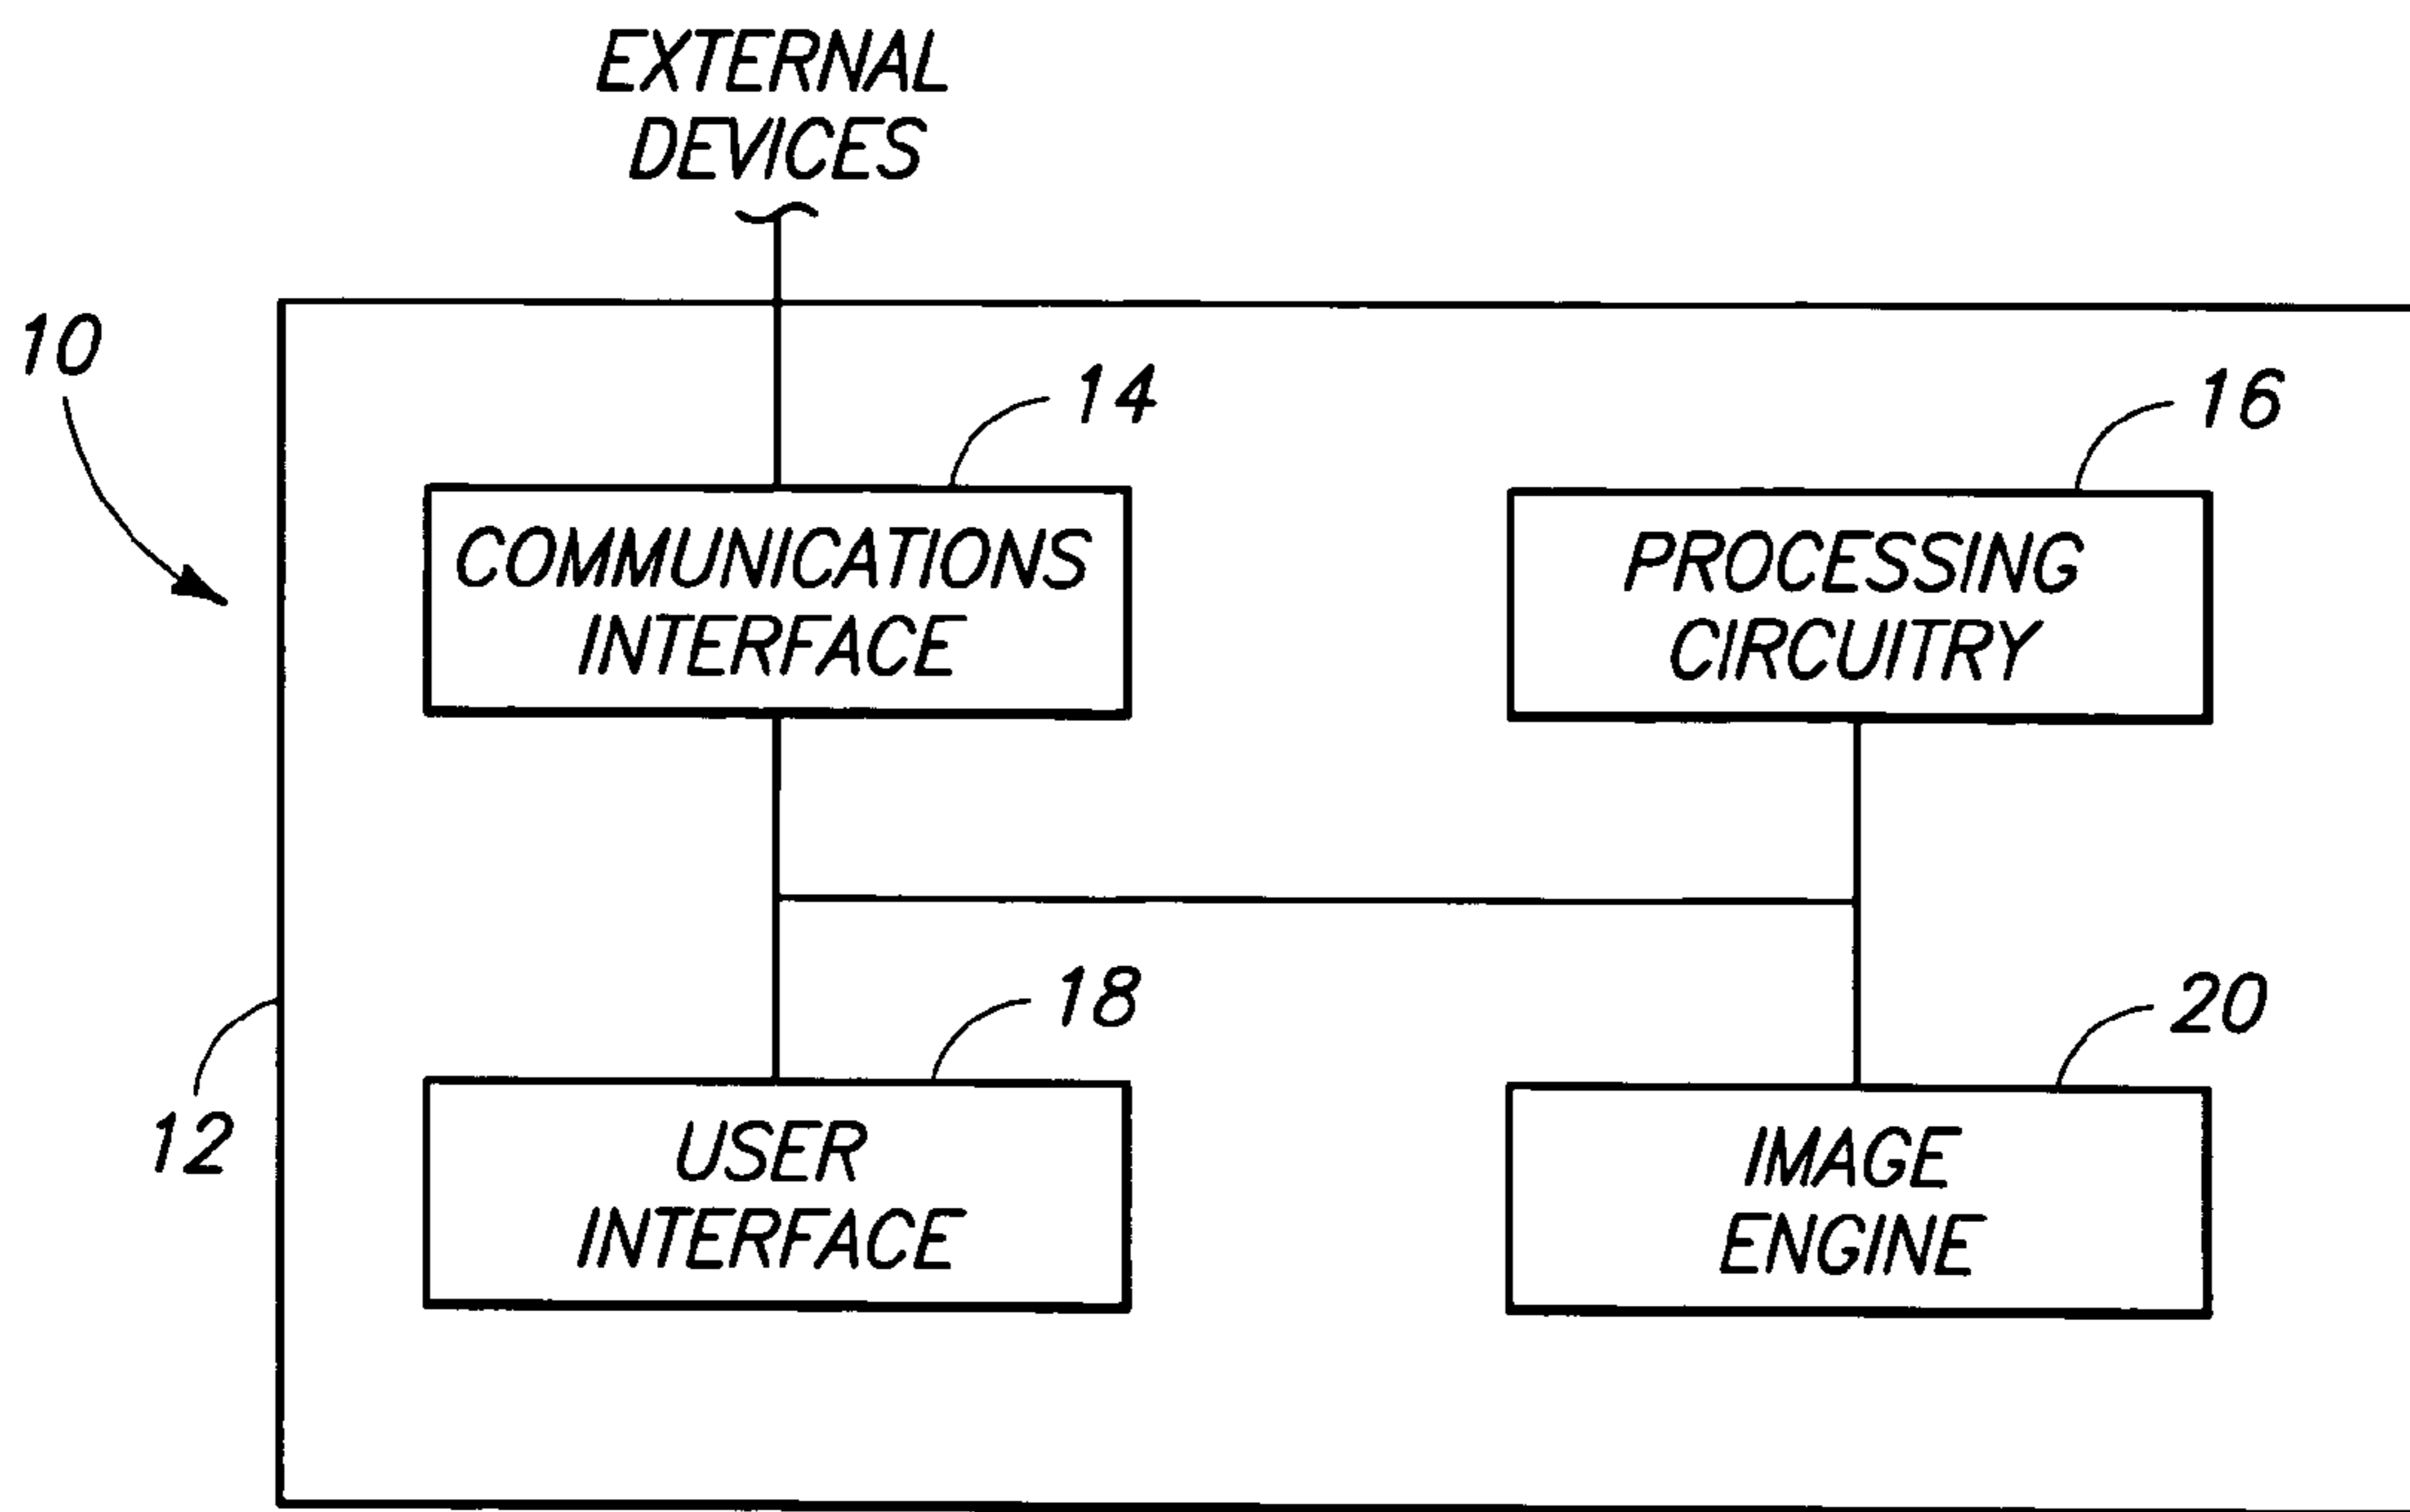 EXTERNAL
DEVICES
10
14
16
COMMUNICATIONS
INTERFACE
PROCESSING
CIRCUITRY
18
20
12
USER
INTERFACE
IMAGE
ENGINE